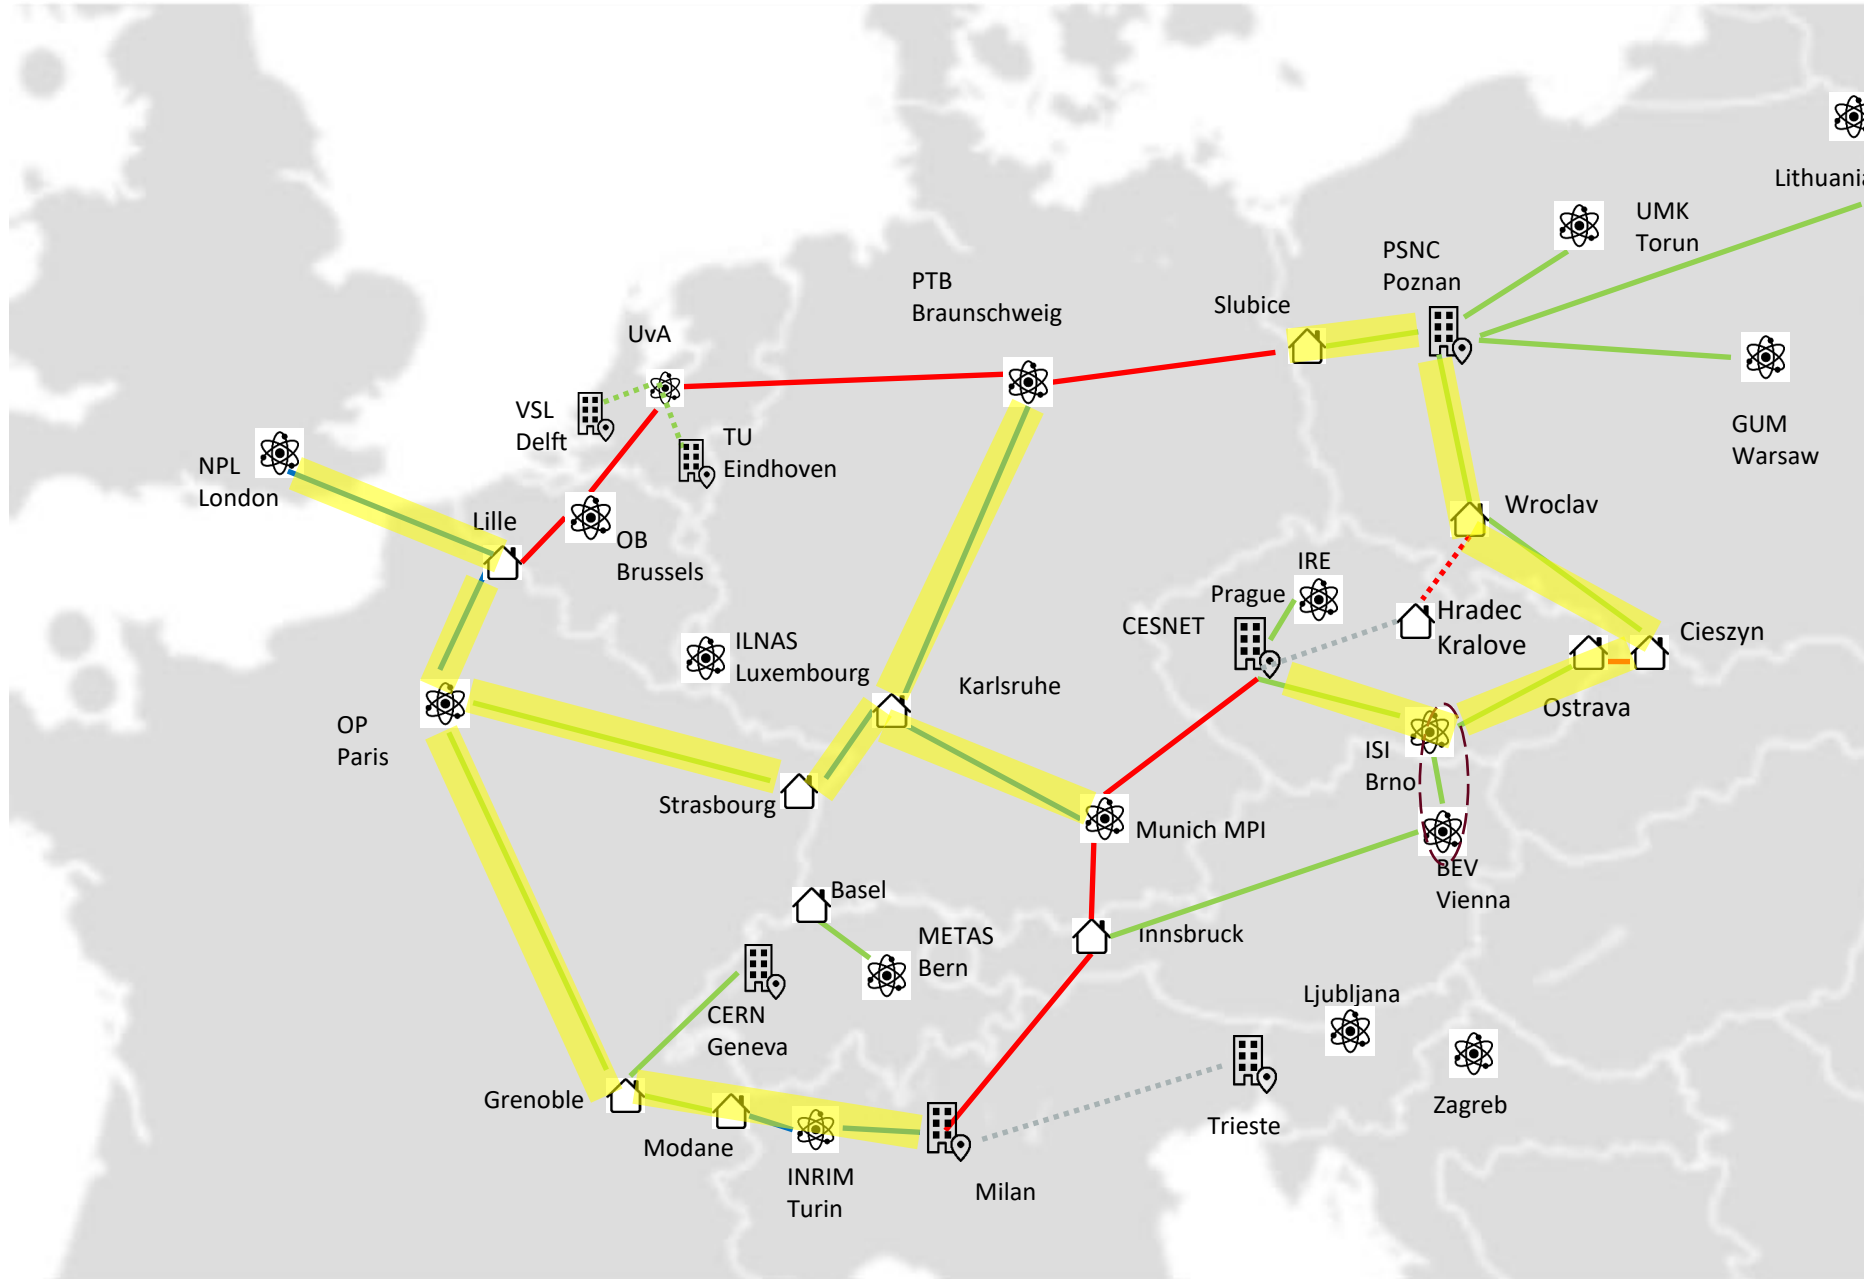 Lithuania
UMK
Torun
PSNC
Poznan
PTB
Braunschweig
Slubice
UvA
VSL
Delft
TU
Eindhoven
GUM
Warsaw
NPL
London
Lille
OB
Brussels
Wroclav
IRE
Prague
CESNET
Hradec
Kralove
Cieszyn
ILNAS
Luxembourg
Karlsruhe
Ostrava
OP
Paris
ISI
Brno
Strasbourg
Munich MPI
BEV
Vienna
Basel
METAS
Bern
Innsbruck
CERN
Geneva
Ljubljana
Grenoble
Zagreb
Trieste
Modane
INRIM
Turin
Milan